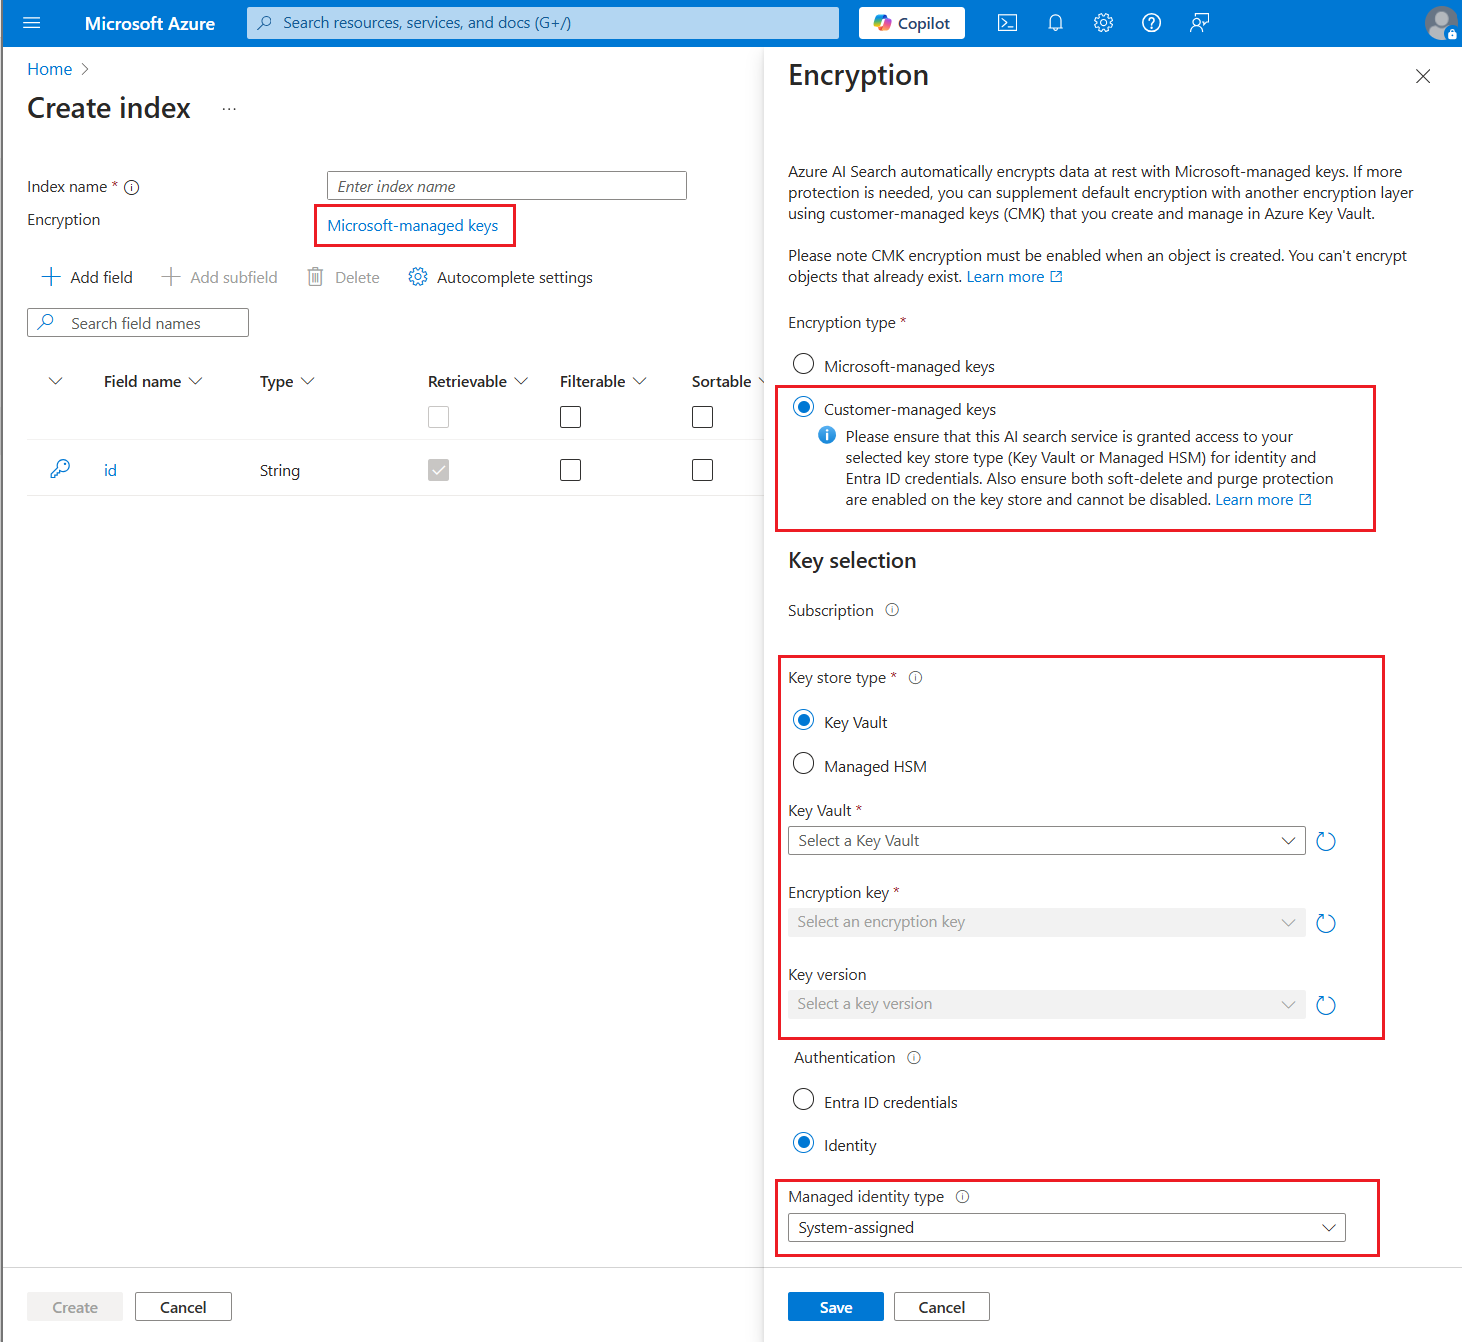 Microsoft Azure
Search resources, services, and docs (G+/)
Copilot
Home
Create index
...
Index name *
Enter index name
Encryption
Microsoft-managed keys
Add field
Add subfield
Delete
Autocomplete settings
Search field names
Field name
Type
Retrievable
Filterable
Sortable
id
String
Create
Cancel
Encryption
Azure AI Search automatically encrypts data at rest with Microsoft-managed keys. If more
protection is needed, you can supplement default encryption with another encryption layer
using customer-managed keys (CMK) that you create and manage in Azure Key Vault.
Please note CMK encryption must be enabled when an object is created. You can't encrypt
objects that already exist. Learn more
Encryption type *
Microsoft-managed keys
Customer-managed keys
Please ensure that this AI search service is granted access to your
selected key store type (Key Vault or Managed HSM) for identity and
Entra ID credentials. Also ensure both soft-delete and purge protection
are enabled on the key store and cannot be disabled. Learn more
Key selection
Subscription
Key store type *
Key Vault
Managed HSM
Key Vault *
Select a Key Vault
Encryption key *
Select an encryption key
Key version
Select a key version
Authentication
Entra ID credentials
Identity
Managed identity type
System-assigned
Save
Cancel